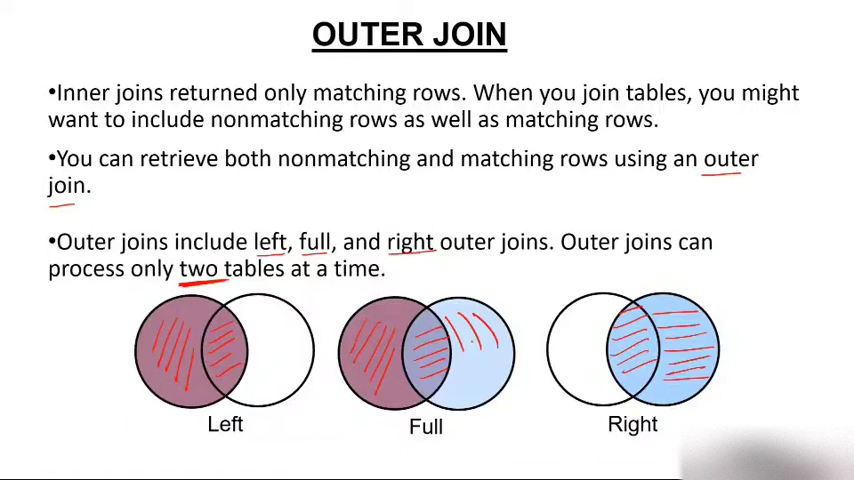 OUTER JOIN
•Inner joins returned only matching rows. When you join tables, you might
want to include nonmatching rows as well as matching rows.
•You can retrieve both nonmatching and matching rows using an outer
join.
•Outer joins include left, full, and right outer joins. Outer joins can
process only two tables at a time.
Left
Full
Right